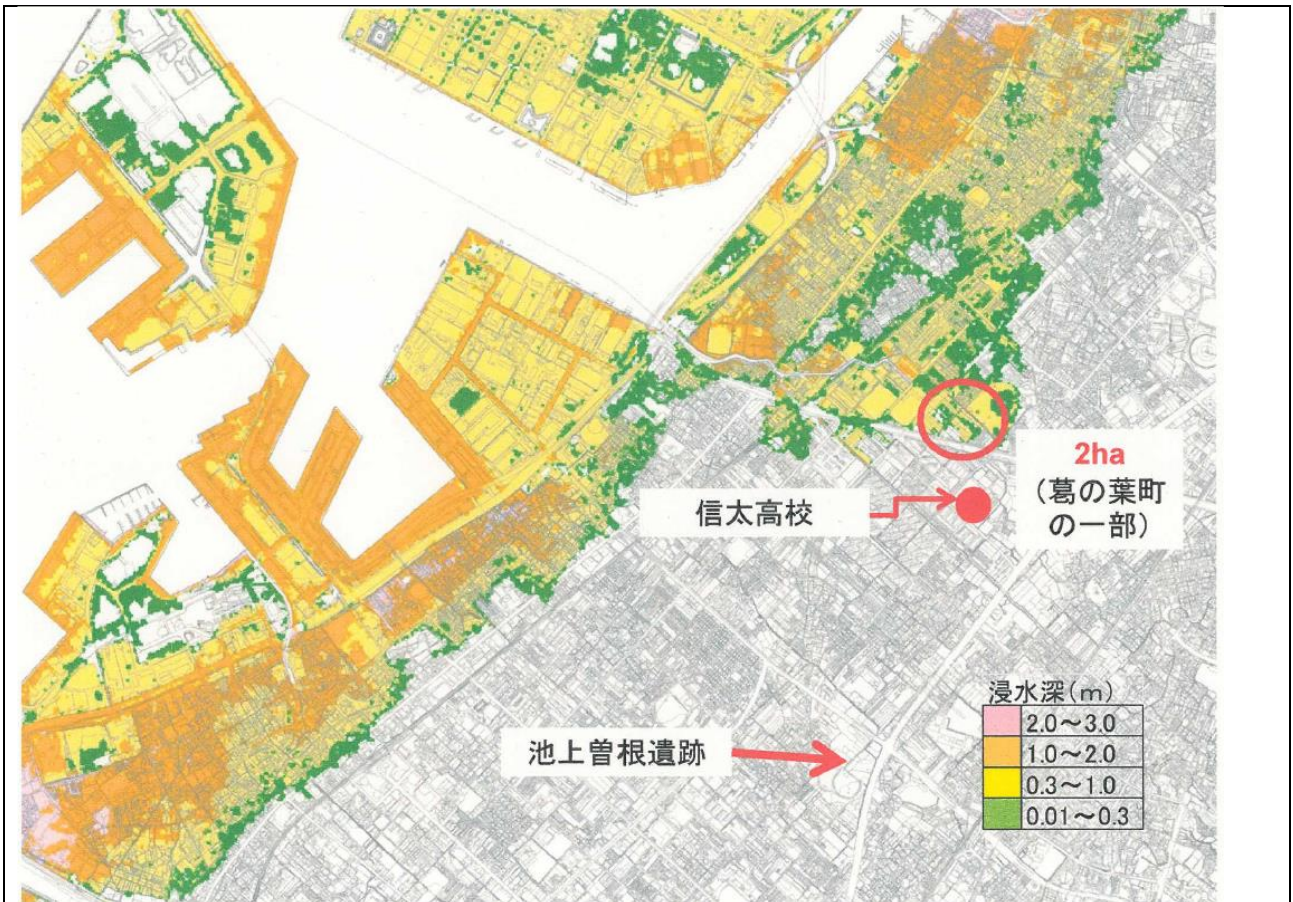 2ha
（葛の葉町
の一部）
信太高校
池上曽根遺跡
浸水深(m)
2.0～3.0
1.0～2.0
0.3～1.0
0.01～0.3